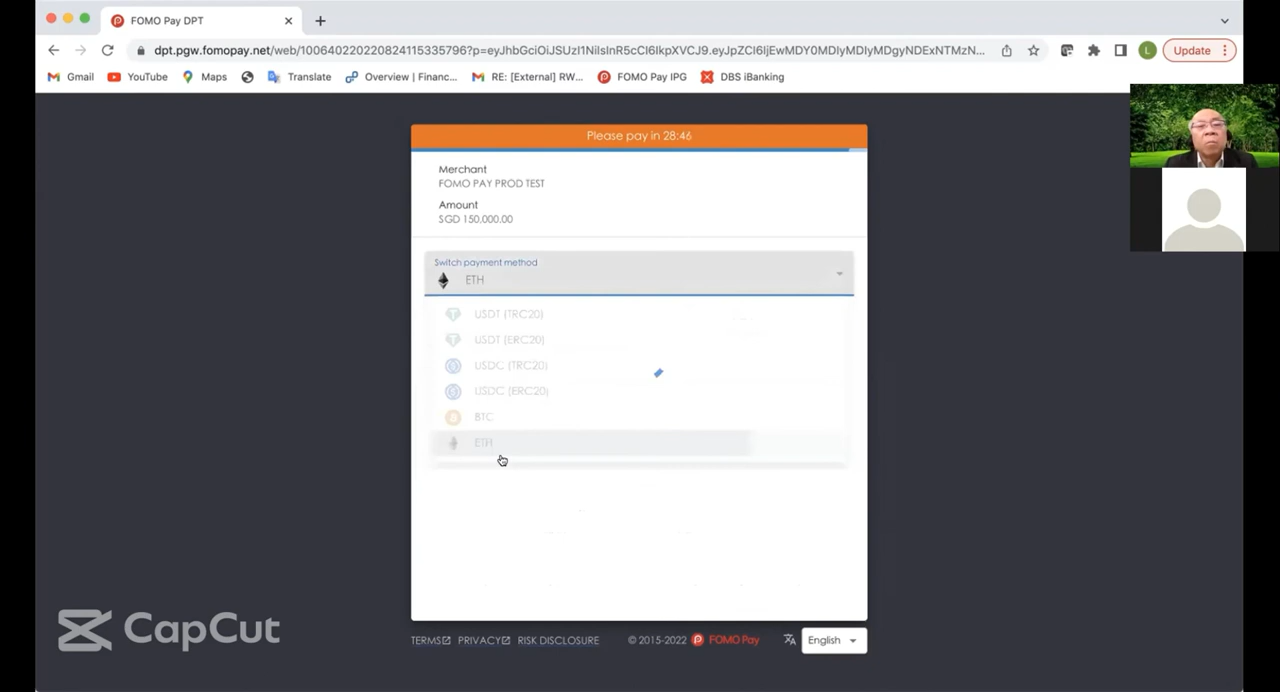 FOMO Pay DPT
dpt.pgw.fomopay.net/web/100640220220824115335796?p=eyJhbGciOiJSUzI1NiIsInR5cCI6IkpXVCJ9.eyJpZCI6IjEwMDY0MDIyMDIyMDgyNDExNTMzN...
L
Update
Gmail
YouTube
Maps
Translate
Overview | Financ...
RE: [External] RW...
FOMO Pay IPG
DBS iBanking
Please pay in 28:46
Merchant
FOMO PAY PROD TEST
Amount
SGD 150,000.00
Switch payment method
ETH
USDT (TRC20)
USDT (ERC20)
USDC (TRC20)
USDC (ERC20)
BTC
ETH
CapCut
TERMS PRIVACY RISK DISCLOSURE © 2015-2022 FOMO Pay English